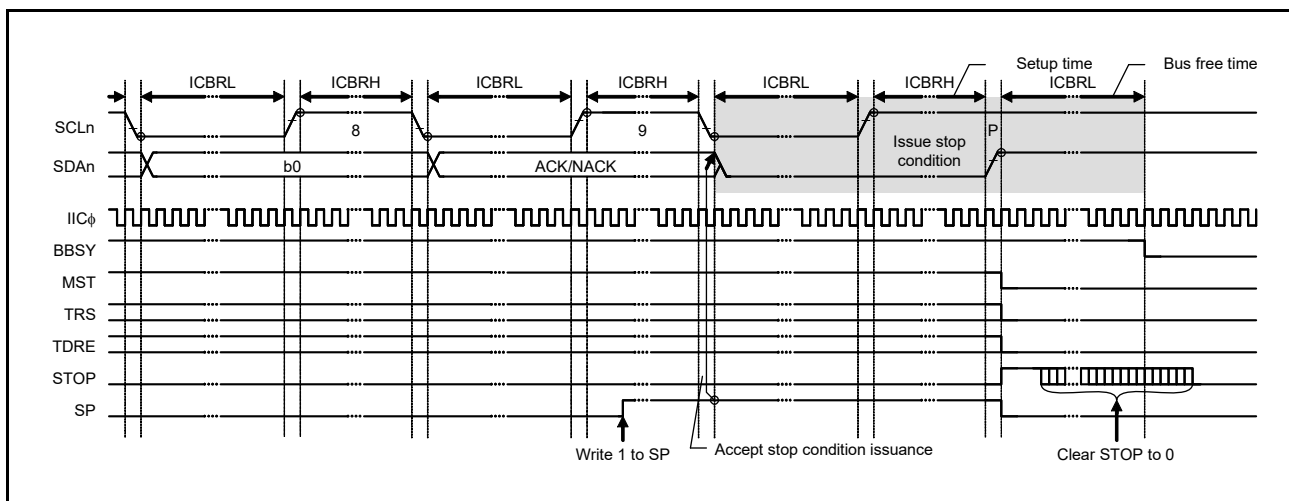 Setup time
Bus free time
ICBRL ICBRH ICBRL ICBRH ICBRL ICBRH ICBRL
SCLn 8 9 P
Issue stop
condition
SDAn b0 ACK/NACK
IICϕ
BBSY
MST
TRS
TDRE
STOP
SP
Write 1 to SP
Accept stop condition issuance
Clear STOP to 0